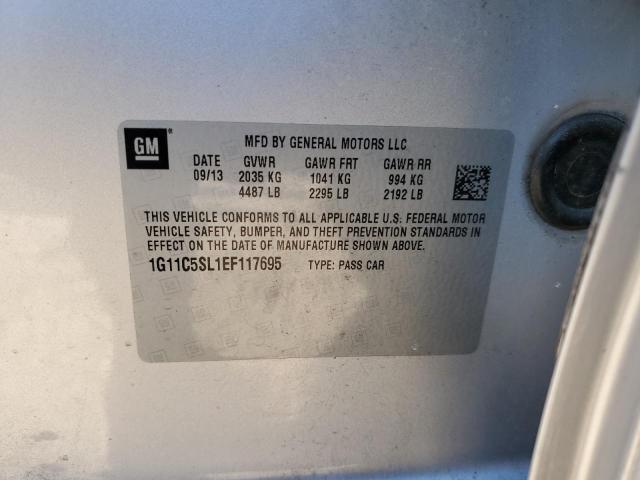 GM
MFD BY GENERAL MOTORS LLC
DATE GVWR GAWR FRT GAWR RR
09/13 2035 KG 1041 KG 994 KG
4487 LB 2295 LB 2192 LB
THIS VEHICLE CONFORMS TO ALL APPLICABLE U.S. FEDERAL MOTOR
VEHICLE SAFETY, BUMPER, AND THEFT PREVENTION STANDARDS IN
EFFECT ON THE DATE OF MANUFACTURE SHOWN ABOVE.
1G11C5SL1EF117695 TYPE: PASS CAR